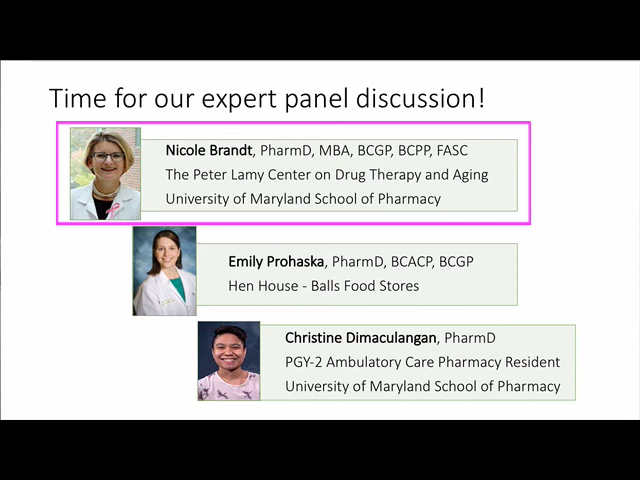 Time for our expert panel discussion!
Nicole Brandt, PharmD, MBA, BCGP, BCPP, FASC
The Peter Lamy Center on Drug Therapy and Aging
University of Maryland School of Pharmacy
Emily Prohaska, PharmD, BCACP, BCGP
Hen House - Balls Food Stores
Christine Dimaculangan, PharmD
PGY-2 Ambulatory Care Pharmacy Resident
University of Maryland School of Pharmacy